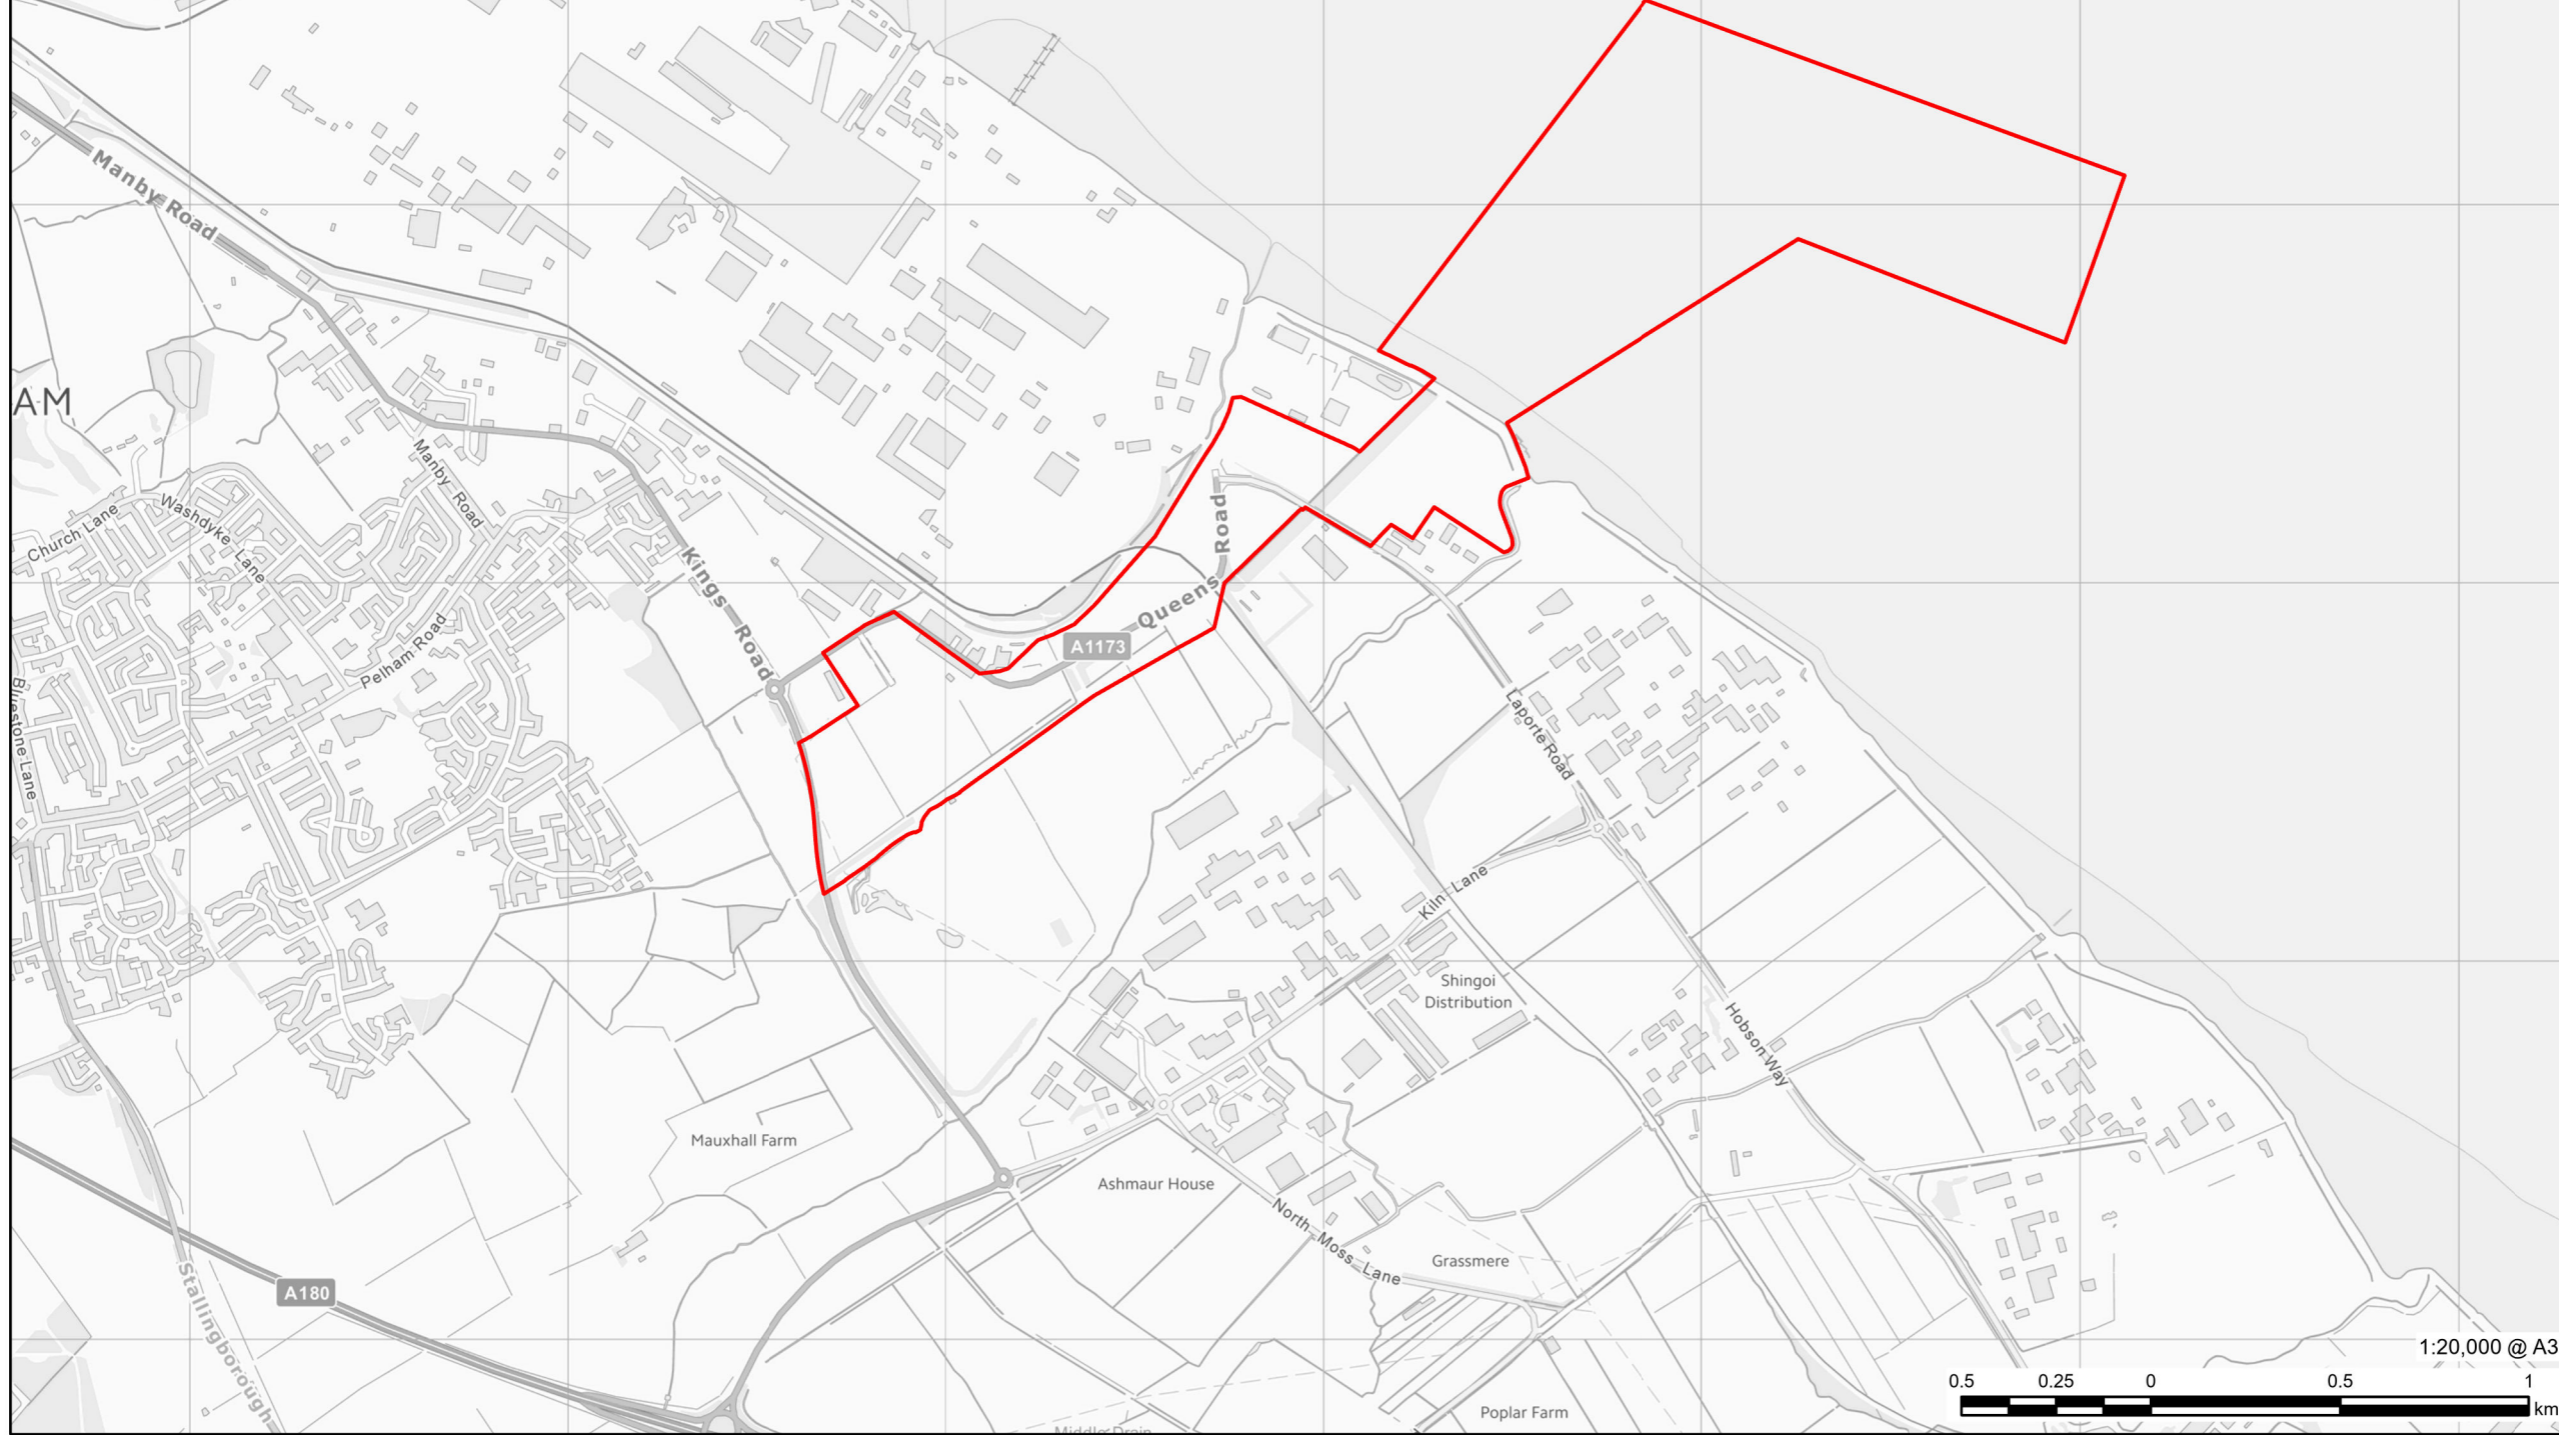 Manby Road
AM
Manby Road
Church Lane
Washdyke Lane
Kings Road
Queens Road
A1173
Pelham Road
Laporte Road
Kiln Lane
Shingoi
Distribution
Hobson Way
Mauxhall Farm
Ashmaur House
North Moss Lane
Grassmere
A180
Stallingborough
Poplar Farm
Middle Drain
1:20,000 @ A3
0.5 0.25 0 0.5 1
km